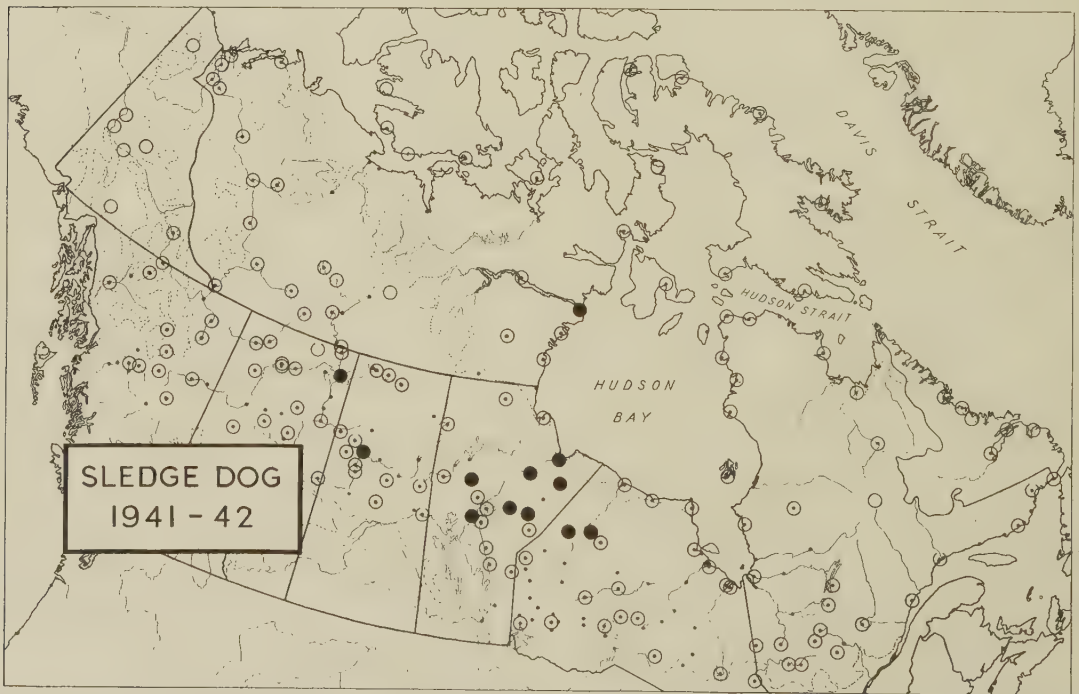 DAVIS
STRAIT
HUDSON STRAIT
HUDSON
BAY
SLEDGE DOG
1941-42